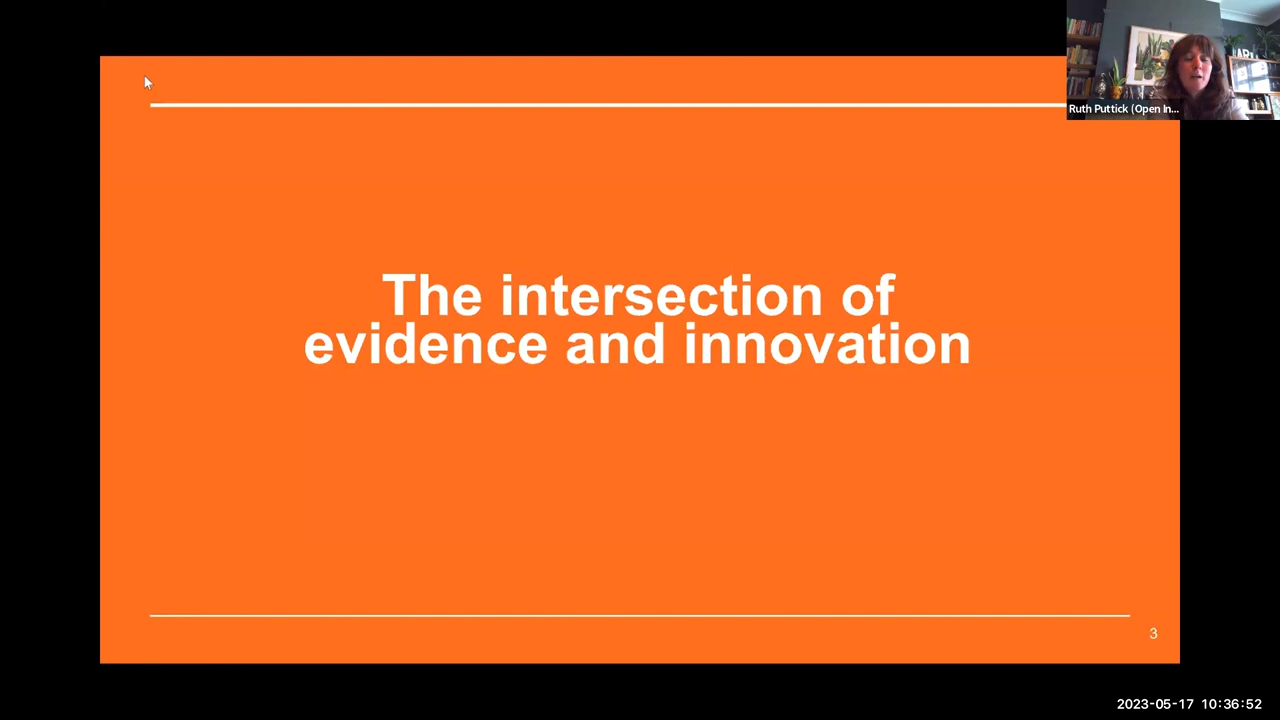 Ruth Puttick (Open In...
The intersection of
evidence and innovation
3
2023-05-17 10:36:52